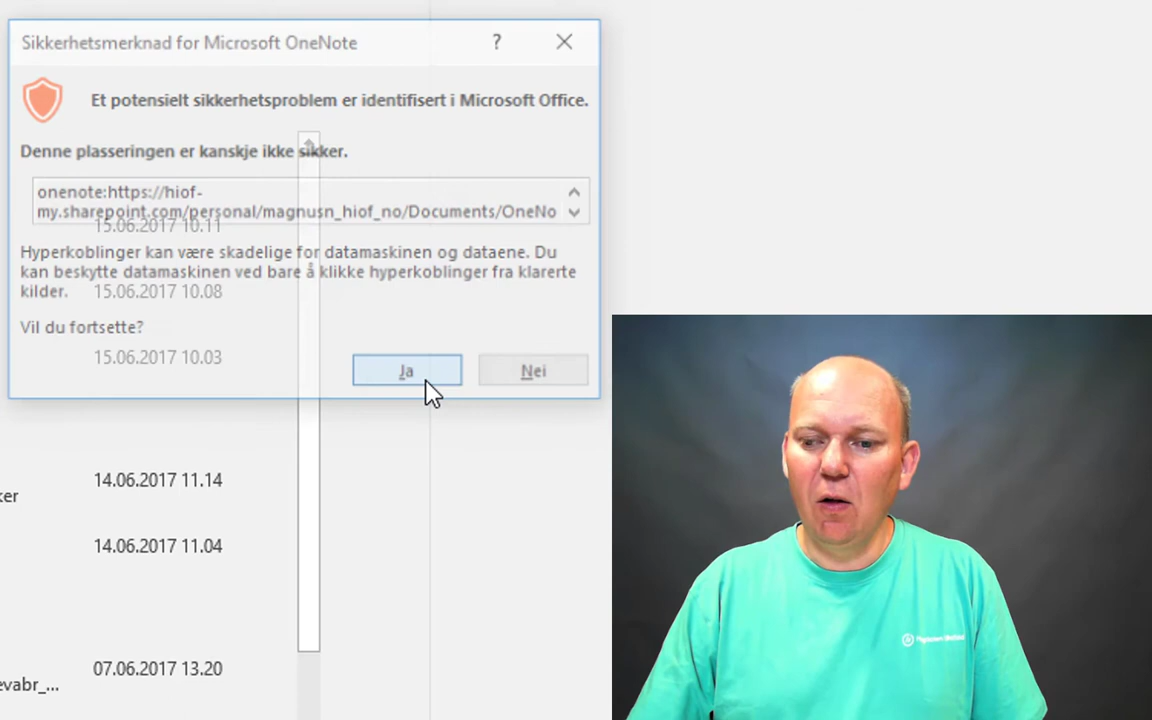 Sikkerhetsmerknad for Microsoft OneNote
Et potensielt sikkerhetsproblem er identifisert i Microsoft Office.
Denne plasseringen er kanskje ikke sikker.
onenote:https://hiof-
my.sharepoint.com/personal/magnusn_hiof_no/Documents/OneNo
15.06.2017 10.11
Hyperkoblinger kan være skadelige for datamaskinen og dataene. Du
kan beskytte datamaskinen ved bare å klikke hyperkoblinger fra klarerte
kilder.
15.06.2017 10.08
Vil du fortsette?
15.06.2017 10.03
Ja
Nei
14.06.2017 11.14
ker
14.06.2017 11.04
07.06.2017 13.20
evabr_...